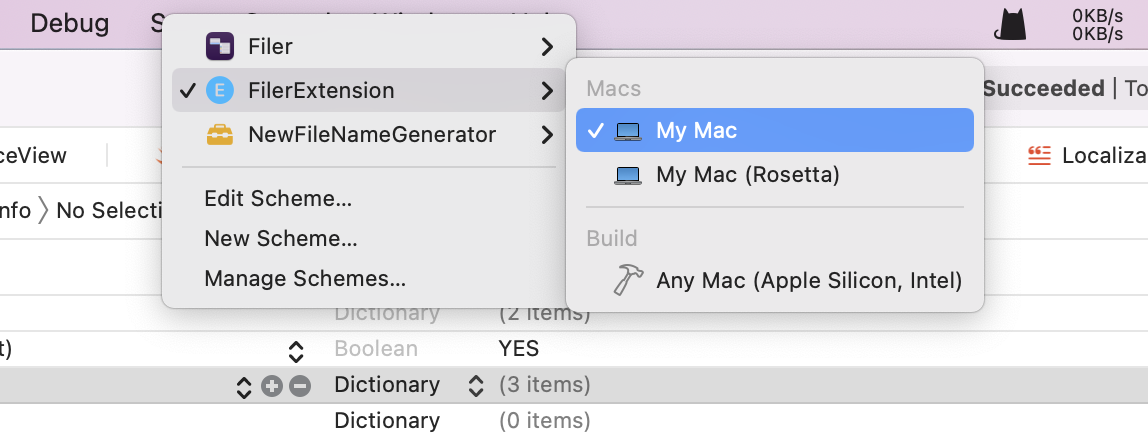 Debug
0KB/s
0KB/s
Filer
FilerExtension
NewFileNameGenerator
Edit Scheme...
New Scheme...
Manage Schemes...
Macs
My Mac
My Mac (Rosetta)
Build
Any Mac (Apple Silicon, Intel)
Succeeded | To
ceView
Localiza
nfo 〉 No Selecti
Dictionary (2 items)
t) Boolean YES
Dictionary (3 items)
Dictionary (0 items)